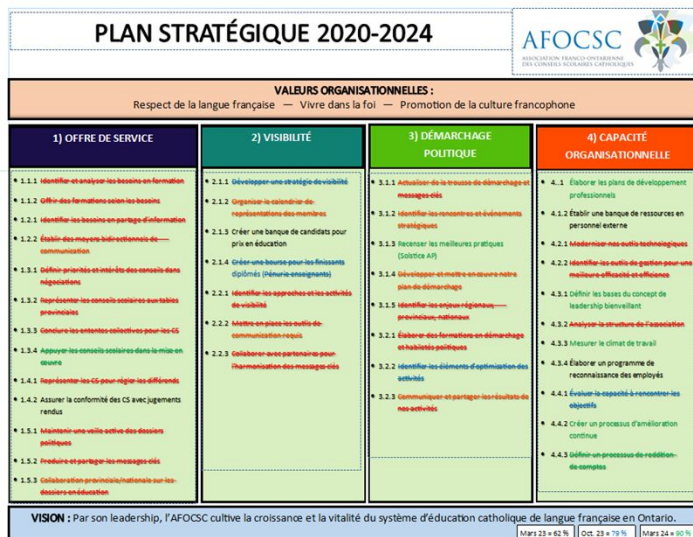 PLAN STRATÉGIQUE 2020-2024
AFOCSC
ASSOCIATION FRANCO-ONTARIENNE
DES CONSEILS SCOLAIRES CATHOLIQUES
VALEURS ORGANISATIONNELLES :
Respect de la langue française — Vivre dans la foi — Promotion de la culture francophone
1) OFFRE DE SERVICE
• 1.1.1 Identifier et analyser les besoins en formation
• 1.1.2 Offrir des formations selon les besoins
• 1.2.1 Identifier les besoins en partage d'information
• 1.2.2 Établir des moyens bidirectionnels de
communication
• 1.3.1 Définir priorités et intérêts des conseils dans
négociations
• 1.3.2 Représenter les conseils scolaires aux tables
provinciales
• 1.3.3 Conclure les ententes collectives pour les CS
• 1.3.4 Appuyer les conseils scolaires dans la mise en
œuvre
• 1.4.1 Représenter les CS pour régler les différends
• 1.4.2 Assurer la conformité des CS avec jugements
rendus
• 1.5.1 Maintenir une veille active des dossiers
politiques
• 1.5.2 Produire et partager les messages clés
• 1.5.3 Collaboration provinciale/nationale sur les
dossiers en éducation
2) VISIBILITÉ
• 2.1.1 Développer une stratégie de visibilité
• 2.1.2 Organiser le calendrier de
représentations des membres
• 2.1.3 Créer une banque de candidats pour
prix en éducation
• 2.1.4 Créer une bourse pour les finissants
diplômés (Pénurie enseignants)
• 2.2.1 Identifier les approches et les activités
de visibilité
• 2.2.2 Mettre en place les outils de
communication requis
• 2.2.3 Collaborer avec partenaires pour
l'harmonisation des messages clés
3) DÉMARCHAGE
POLITIQUE
• 3.1.1 Actualiser de la trousse de démarchage et
messages clés
• 3.1.2 Identifier les rencontres et événements
stratégiques
• 3.1.3 Recenser les meilleures pratiques
(Solstice AP)
• 3.1.4 Développer et mettre en œuvre notre
plan de démarchage
• 3.1.5 Identifier les enjeux régionaux,
provinciaux, nationaux
• 3.2.1 Élaborer des formations en démarchage
et habiletés politiques
• 3.2.2 Identifier les éléments d'optimisation des
activités
• 3.2.3 Communiquer et partager les résultats de
nos activités
4) CAPACITÉ
ORGANISATIONNELLE
• 4..1 Élaborer les plans de développement
professionnels
• 4.1.2 Établir une banque de ressources en
personnel externe
• 4.2.1 Moderniser nos outils technologiques
• 4.2.2 Identifier les outils de gestion pour une
meilleure efficacité et efficience
• 4.3.1 Définir les bases du concept de
leadership bienveillant
• 4.3.2 Analyser la structure de l'association
• 4.3.3 Mesurer le climat de travail
• 4.3.4 Élaborer un programme de
reconnaissance des employés
• 4.4.1 Évaluer la capacité à rencontrer les
objectifs
• 4.4.2 Créer un processus d'amélioration
continue
• 4.4.3 Définir un processus de reddition
de comptes
VISION : Par son leadership, l'AFOCSC cultive la croissance et la vitalité du système d'éducation catholique de langue française en Ontario.
Mars 23 = 62 % Oct. 23 = 79 % Mars 24 = 90 %